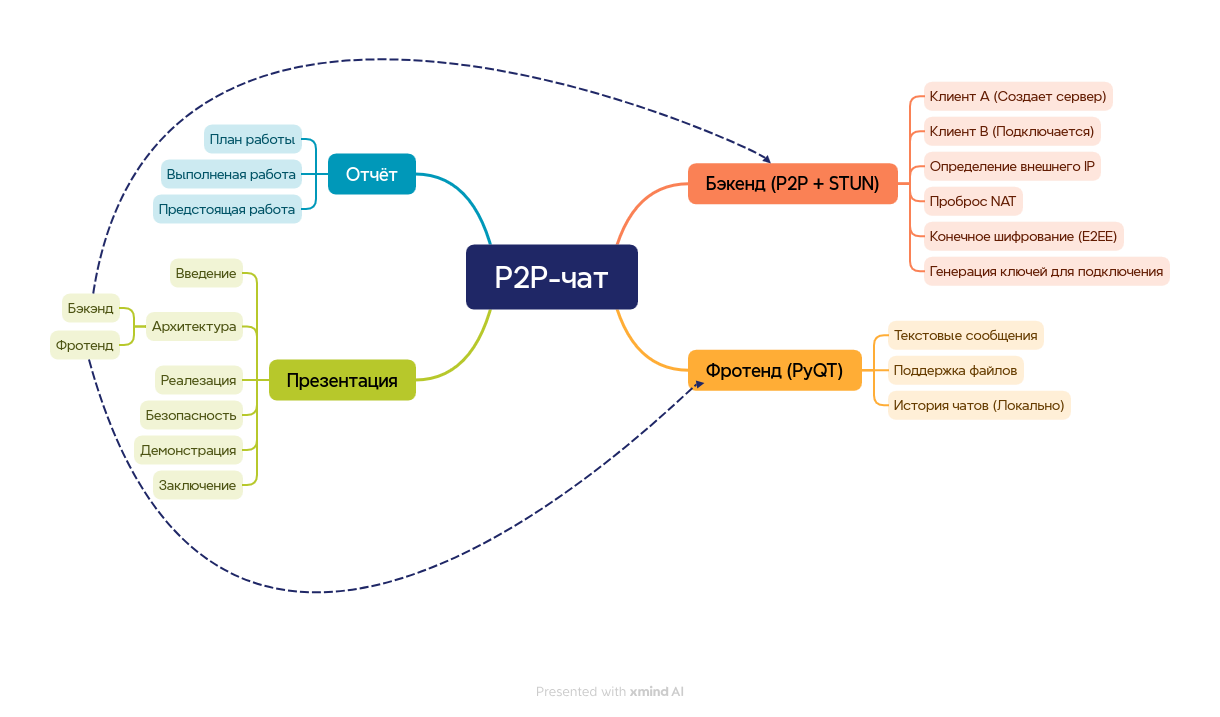 P2P-чат
Отчёт
План работы
Выполненая работа
Предстоящая работа
Презентация
Введение
Архитектура
Бэкэнд
Фротенд
Реалезация
Безопасность
Демонстрация
Заключение
Бэкенд (P2P + STUN)
Клиент A (Создает сервер)
Клиент B (Подключается)
Определение внешнего IP
Проброс NAT
Конечное шифрование (E2EE)
Генерация ключей для подключения
Фротенд (PyQT)
Текстовые сообщения
Поддержка файлов
История чатов (Локально)
Presented with xmind AI